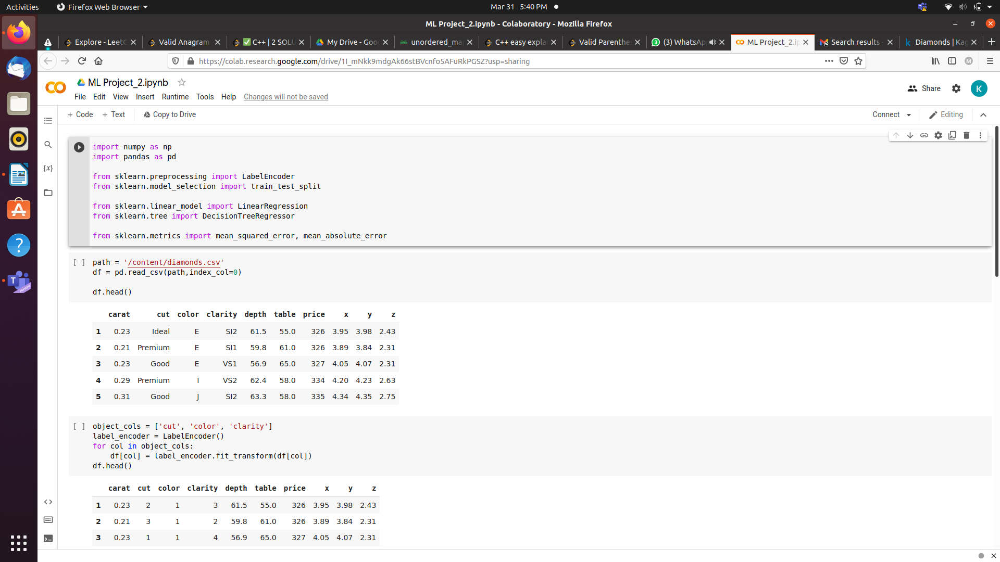 Activities
Firefox Web Browser
Mar 31 5:40 PM
ML Project_2.ipynb - Colaboratory - Mozilla Firefox
Explore - LeetC
Valid Anagram
C++ | 2 SOLU
My Drive - Goo
unordered_ma
C++ easy expla
Valid Parenthe
(3) WhatsAp
ML Project_2.ip
Search results -
Diamonds | Kag
https://colab.research.google.com/drive/1I_mNkk9mdgAk66stBVcnfo5AFuRkPGSZ?usp=sharing
M
ML Project_2.ipynb
Share
K
File Edit View Insert Runtime Tools Help Changes will not be saved
+ Code + Text Copy to Drive
Connect
Editing
import numpy as np
import pandas as pd
from sklearn.preprocessing import LabelEncoder
from sklearn.model_selection import train_test_split
from sklearn.linear_model import LinearRegression
from sklearn.tree import DecisionTreeRegressor
from sklearn.metrics import mean_squared_error, mean_absolute_error
[ ] path = '/content/diamonds.csv'
df = pd.read_csv(path,index_col=0)
df.head()
carat cut color clarity depth table price x y z
1 0.23 Ideal E SI2 61.5 55.0 326 3.95 3.98 2.43
2 0.21 Premium E SI1 59.8 61.0 326 3.89 3.84 2.31
3 0.23 Good E VS1 56.9 65.0 327 4.05 4.07 2.31
4 0.29 Premium I VS2 62.4 58.0 334 4.20 4.23 2.63
5 0.31 Good J SI2 63.3 58.0 335 4.34 4.35 2.75
[ ] object_cols = ['cut', 'color', 'clarity']
label_encoder = LabelEncoder()
for col in object_cols:
df[col] = label_encoder.fit_transform(df[col])
df.head()
carat cut color clarity depth table price x y z
1 0.23 2 1 3 61.5 55.0 326 3.95 3.98 2.43
2 0.21 3 1 2 59.8 61.0 326 3.89 3.84 2.31
3 0.23 1 1 4 56.9 65.0 327 4.05 4.07 2.31